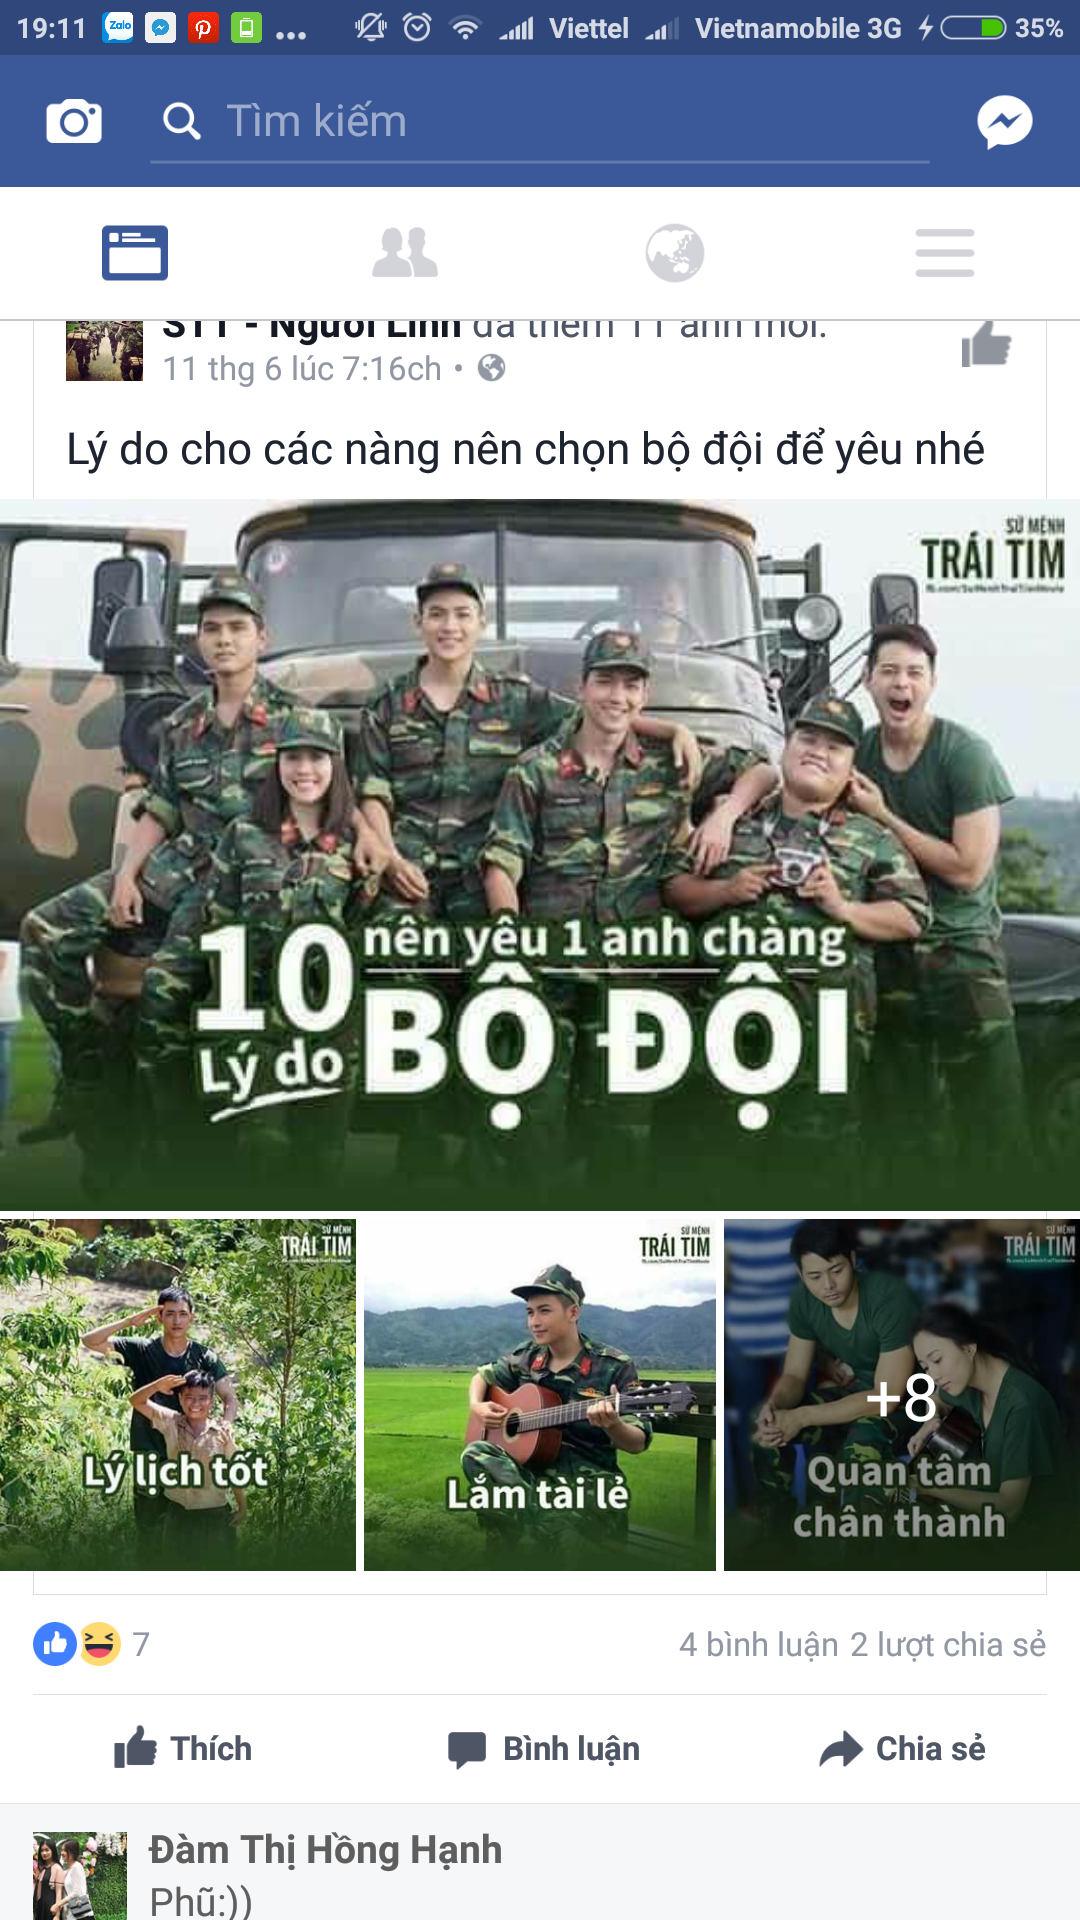 19:11
Zalo
...
Viettel
Vietnamobile 3G
35%
Tìm kiếm
STT - Người Lính đã thêm 11 ảnh mới.
11 thg 6 lúc 7:16ch •
Lý do cho các nàng nên chọn bộ đội để yêu nhé
SỨ MỆNH
TRÁI TIM
10 nên yêu 1 anh chàng
Lý do BỘ ĐỘI
SỨ MỆNH
TRÁI TIM
Lý lịch tốt
SỨ MỆNH
TRÁI TIM
Lắm tài lẻ
SỨ MỆNH
TRÁI TIM
+8
Quan tâm
chân thành
7
4 bình luận 2 lượt chia sẻ
Thích
Bình luận
Chia sẻ
Đàm Thị Hồng Hạnh
Phũ:))